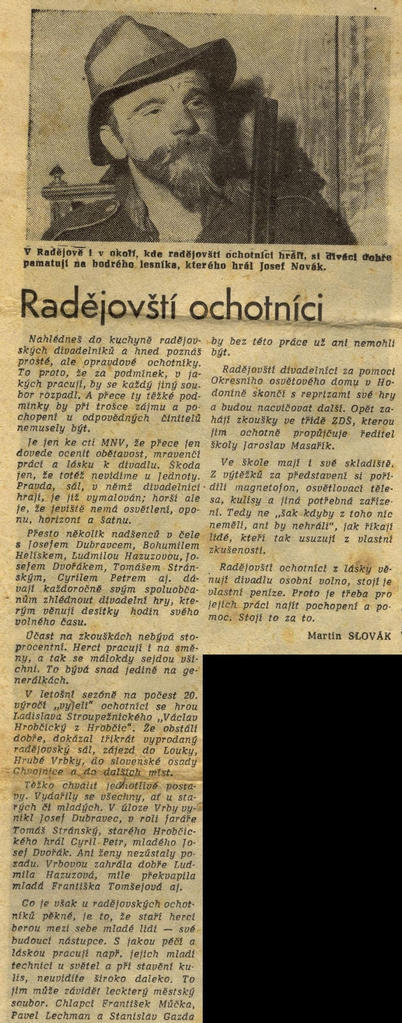 V Radějově i v okolí, kde radějovští ochotníci hráli, si diváci dobře
pamatují na bodrého lesníka, kterého hrál Josef Novák.
Radějovští ochotníci
Nahlédneš do kuchyně radějov-
ských divadelníků a hned poznáš
prosté, ale opravdové ochotníky.
To proto, že za podmínek, v ja-
kých pracují, by se každý jiný sou-
bor rozpadl. A přece ty těžké pod-
mínky by při trošce zájmu a po-
chopení u odpovědných činitelů
nemusely být.
Je jen ke cti MNV, že přece jen
dovede ocenit obětavost, mravenčí
práci a lásku k divadlu. Škoda
jen, že totéž nevidíme u Jednoty.
Pravda, sál, v němž divadelníci
hrají, je již vymalován; horší ale
je, že jeviště nemá osvětlení, opo-
nu, horizont a šatnu.
Přesto několik nadšenců v čele
s Josefem Dubravcem, Bohumilem
Heliskem, Ludmilou Hazuzovou, Jo-
sefem Dvořákem, Tomášem Strán-
ským, Cyrilem Petrem aj. dá-
vají každoročně svým spoluobča-
nům zhlédnout divadelní hry, kte-
rým věnují desítky hodin svého
volného času.
Účast na zkouškách nebývá sto-
procentní. Herci pracují i na smě-
ny, a tak se málokdy sejdou vši-
chni. To bývá snad jedině na ge-
nerálkách.
V letošní sezóně na počest 20.
výročí „vyjeli" ochotníci se hrou
Ladislava Stroupežnického „Václav
Hrobčický z Hrobčic". Že obstáli
dobře, dokázal třikrát vyprodaný
radějovský sál, zájezd do Louky,
Hrubé Vrbky, do slovenské osady
Chvojnice a do dalších míst.
Těžko chválit jednotlivé posta-
vy. Vydařily se všechny, ať u sta-
rých či mladých. V úloze Vrby vy-
nikl Josef Dubravec, v roli faráře
Tomáš Stránský, starého Hrobčic-
kého hrál Cyril Petr, mladého Jo-
sef Dvořák. Ani ženy nezůstaly po-
zadu. Vrbovou zahrála dobře Lud-
mila Hazuzová, mile překvapila
mladá Františka Tomšejová aj.
Co je však u radějovských ochot-
níků pěkné, je to, že staří herci
berou mezi sebe mladé lidi — své
budoucí nástupce. S jakou péčí a
láskou pracují např. jejich mladí
technici u světel a při stavění ku-
lis, neuvidíte široko daleko. To
jim může závidět leckterý městský
soubor. Chlapci František Můčka,
Pavel Lechman a Stanislav Gazda
by bez této práce už ani nemohli
být.
Radějovští divadelníci za pomoci
Okresního osvětového domu v Ho-
doníně skončí s reprízami své hry
a budou nacvičovat další. Opět za-
hájí zkoušky ve třídě ZDŠ, kterou
jim ochotně propůjčuje ředitel
školy Jaroslav Masařík.
Ve škole mají i své skladiště.
Z výtěžků za představení si poří-
dili magnetofon, osvětlovací těle-
sa, kulisy a jiná potřebná zaříze-
ní. Tedy ne „šak kdyby z toho nic
neměli, ani by nehráli", jak říkají
lidé, kteří tak usuzují z vlastní
zkušenosti.
Radějovští ochotníci z lásky vě-
nují divadlu osobní volno, stojí je
vlastní peníze. Proto je třeba pro
jejich práci najít pochopení a po-
moc. Stojí to za to.
Martin SLOVÁK